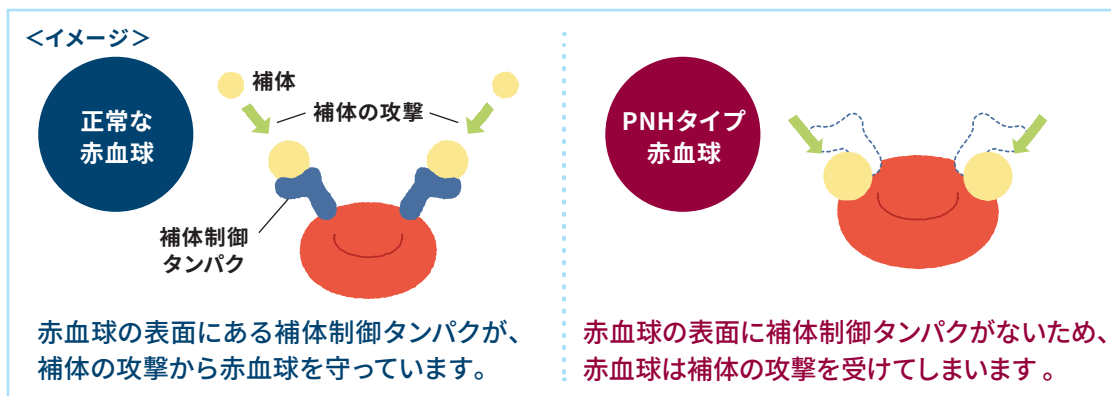 ＜イメージ＞
正常な
赤血球
補体
補体の攻撃
補体制御
タンパク
赤血球の表面にある補体制御タンパクが、
補体の攻撃から赤血球を守っています。
PNHタイプ
赤血球
赤血球の表面に補体制御タンパクがないため、
赤血球は補体の攻撃を受けてしまいます 。